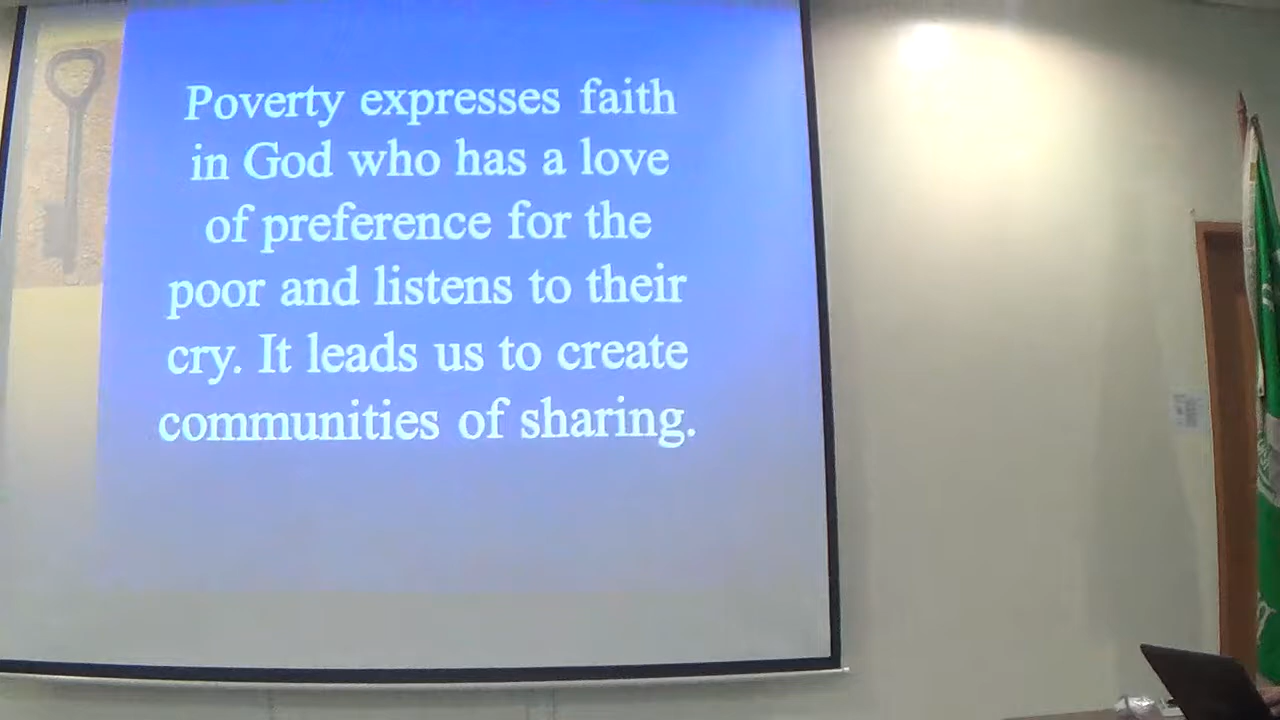 Poverty expresses faith
in God who has a love
of preference for the
poor and listens to their
cry. It leads us to create
communities of sharing.